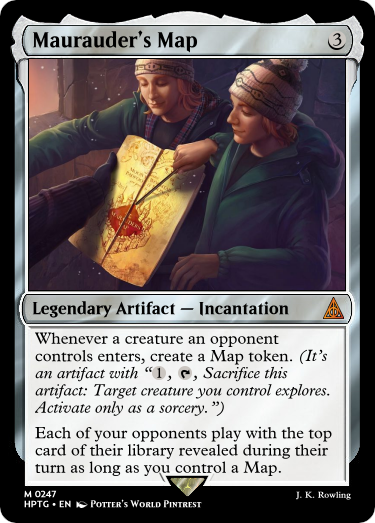 Maurauder's Map 3
Legendary Artifact — Incantation
Whenever a creature an opponent
controls enters, create a Map token. (It's
an artifact with "1, , Sacrifice this
artifact: Target creature you control explores.
Activate only as a sorcery.")
Each of your opponents play with the top
card of their library revealed during their
turn as long as you control a Map.
M 0247
HPTG • EN Potter's World Pintrest
J. K. Rowling